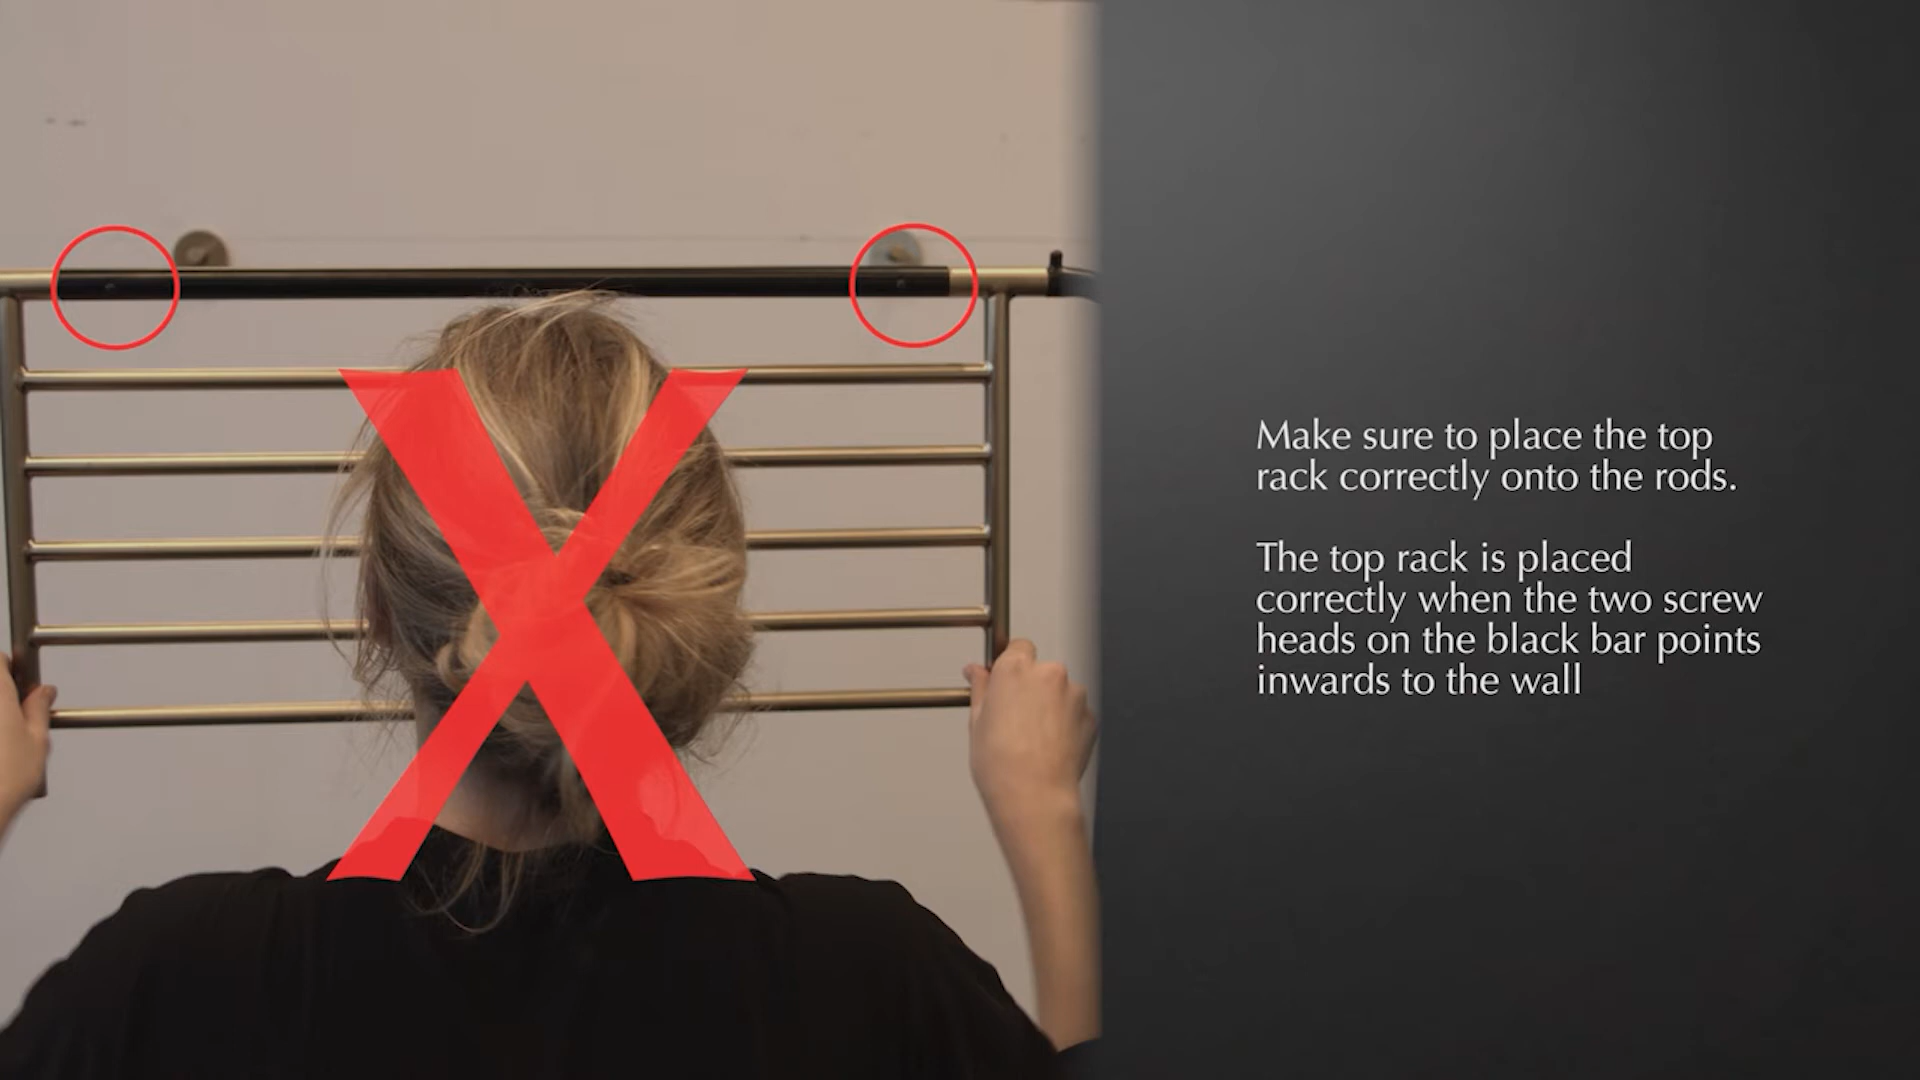 Make sure to place the top
rack correctly onto the rods.
The top rack is placed
correctly when the two screw
heads on the black bar points
inwards to the wall